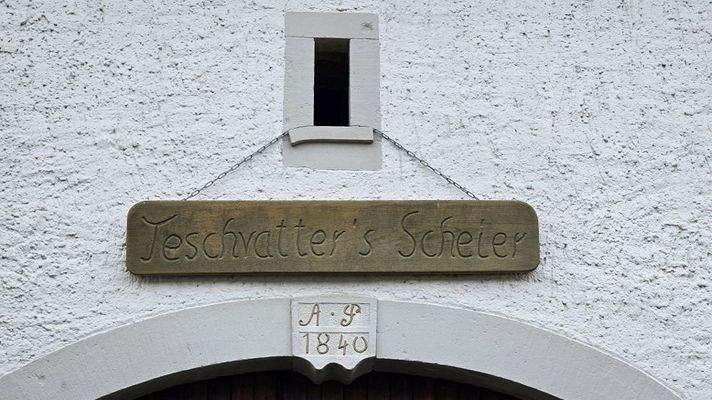 Teschvatter's Scheier
A · P
1840